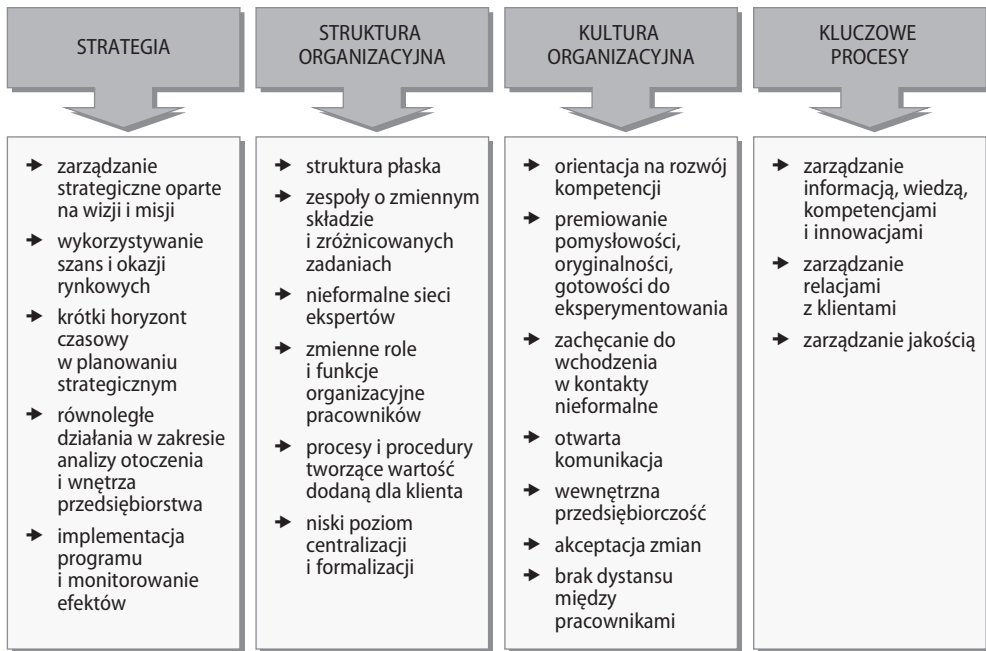 STRATEGIA
zarządzanie
strategiczne oparte
na wizji i misji
wykorzystywanie
szans i okazji
rynkowych
krótki horyzont
czasowy
w planowaniu
strategicznym
równoległe
działania w zakresie
analizy otoczenia
i wnętrza
przedsiębiorstwa
implementacja
programu
i monitorowanie
efektów
STRUKTURA
ORGANIZACYJNA
struktura płaska
zespoły o zmiennym
składzie
i zróżnicowanych
zadaniach
nieformalne sieci
ekspertów
zmienne role
i funkcje
organizacyjne
pracowników
procesy i procedury
tworzące wartość
dodaną dla klienta
niski poziom
centralizacji
i formalizacji
KULTURA
ORGANIZACYJNA
orientacja na rozwój
kompetencji
premiowanie
pomysłowości,
oryginalności,
gotowości do
eksperymentowania
zachęcanie do
wchodzenia
w kontakty
nieformalne
otwarta
komunikacja
wewnętrzna
przedsiębiorczość
akceptacja zmian
brak dystansu
między
pracownikami
KLUCZOWE
PROCESY
zarządzanie
informacją, wiedzą,
kompetencjami
i innowacjami
zarządzanie
relacjami
z klientami
zarządzanie jakością